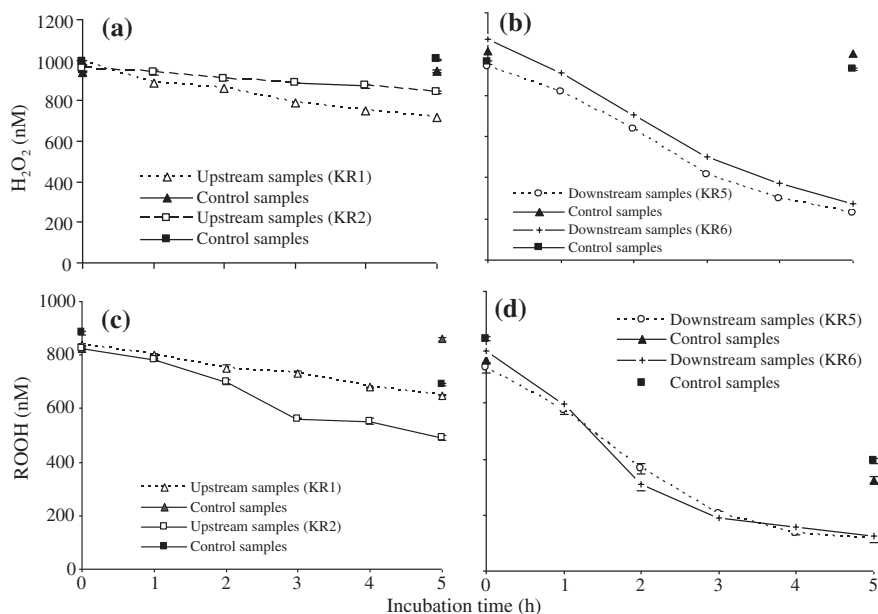 (a)
H₂O₂ (nM)
1200
1000
800
600
400
200
0
Upstream samples (KR1)
Control samples
Upstream samples (KR2)
Control samples
(b)
Downstream samples (KR5)
Control samples
Downstream samples (KR6)
Control samples
(c)
ROOH (nM)
1000
800
600
400
200
0
Upstream samples (KR1)
Control samples
Upstream samples (KR2)
Control samples
0 1 2 3 4 5
(d)
Downstream samples (KR5)
Control samples
Downstream samples (KR6)
Control samples
0 1 2 3 4 5
Incubation time (h)